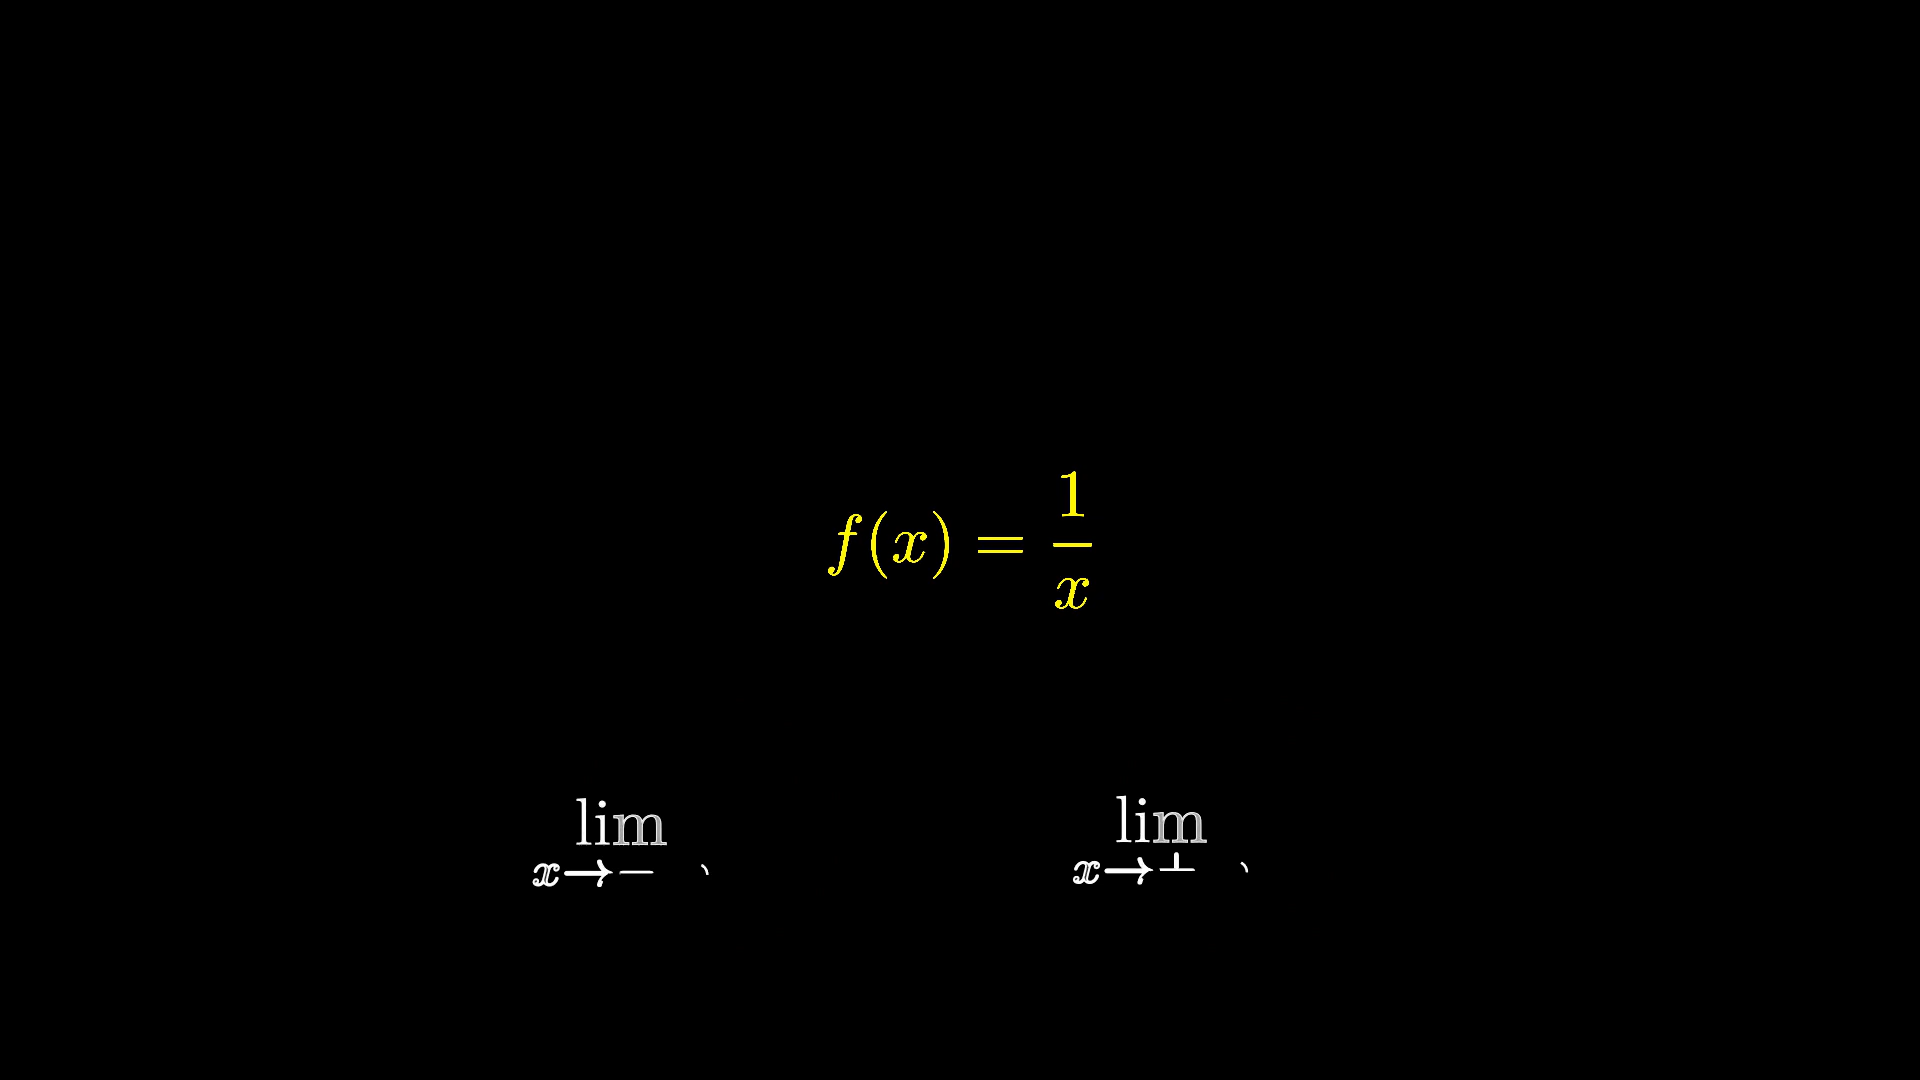 f(x) = 1/x
lim x→− lim x→+